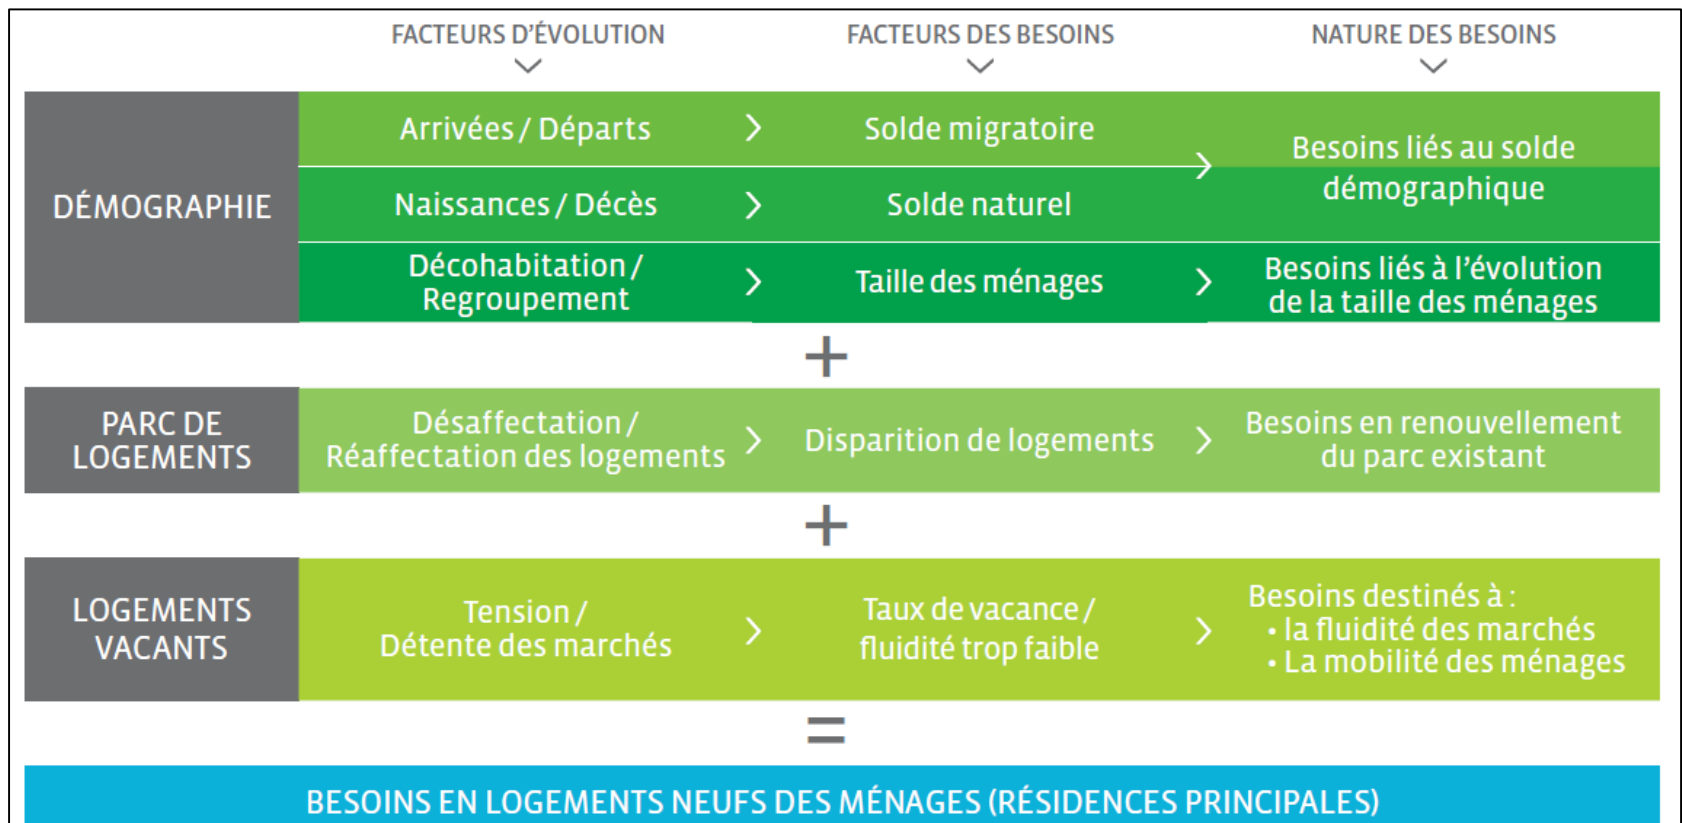 FACTEURS D’ÉVOLUTION
FACTEURS DES BESOINS
NATURE DES BESOINS
DÉMOGRAPHIE
Arrivées / Départs
Solde migratoire
Besoins liés au solde
démographique
Naissances / Décès
Solde naturel
Décohabitation /
Regroupement
Taille des ménages
Besoins liés à l’évolution
de la taille des ménages
+
PARC DE
LOGEMENTS
Désaffectation /
Réaffectation des logements
Disparition de logements
Besoins en renouvellement
du parc existant
+
LOGEMENTS
VACANTS
Tension /
Détente des marchés
Taux de vacance /
fluidité trop faible
Besoins destinés à :
• la fluidité des marchés
• La mobilité des ménages
=
BESOINS EN LOGEMENTS NEUFS DES MÉNAGES (RÉSIDENCES PRINCIPALES)